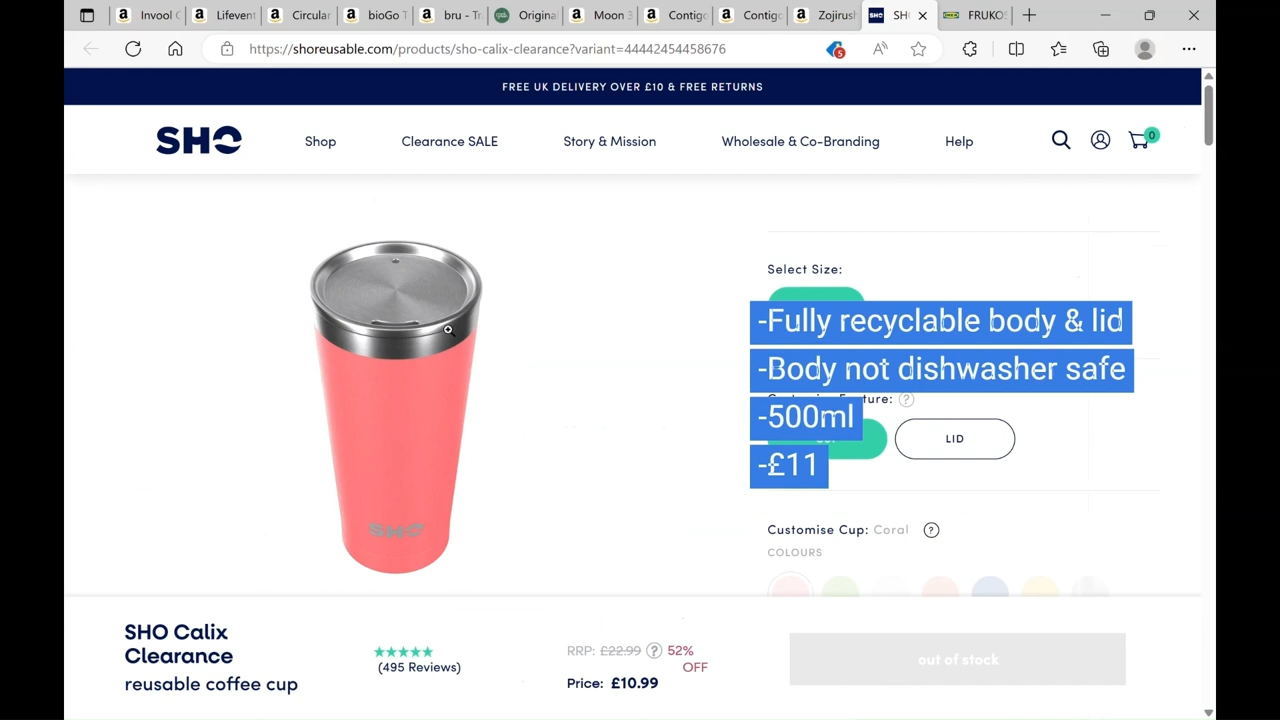 Invool C
Lifevent
Circular
bioGo T
bru - Tr
Origina
Moon 3
Contigo
Contigo
Zojirush
SHO
FRUKOS
https://shoreusable.com/products/sho-calix-clearance?variant=44442454458676
5
FREE UK DELIVERY OVER £10 & FREE RETURNS
SHO
Shop
Clearance SALE
Story & Mission
Wholesale & Co-Branding
Help
0
Select Size:
-Fully recyclable body & lid
-Body not dishwasher safe
-500ml
-£11
LID
SHO
Customise Cup: Coral ?
COLOURS
SHO Calix
Clearance
reusable coffee cup
(495 Reviews)
RRP: £22.99 ? 52%
OFF
Price: £10.99
out of stock